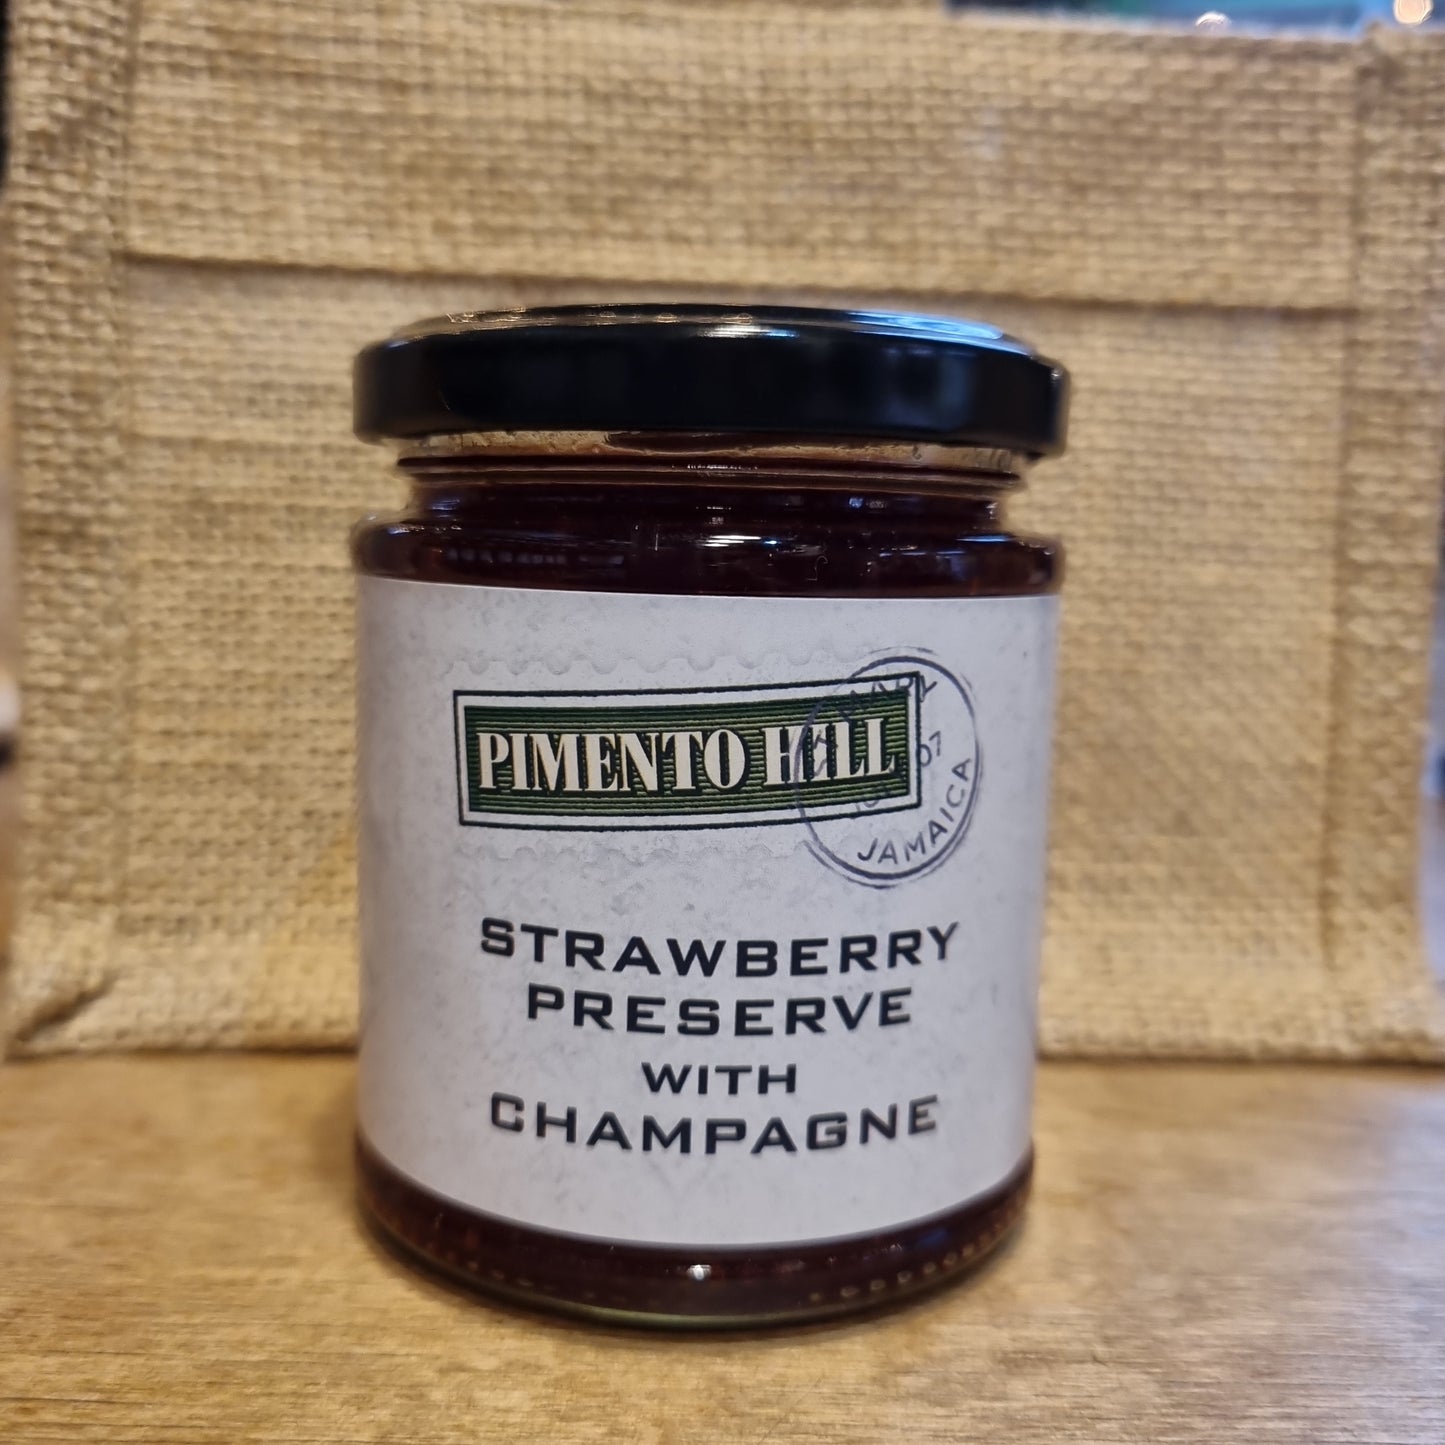 PIMENTO HILL
JAMAICA
STRAWBERRY
PRESERVE
WITH
CHAMPAGNE